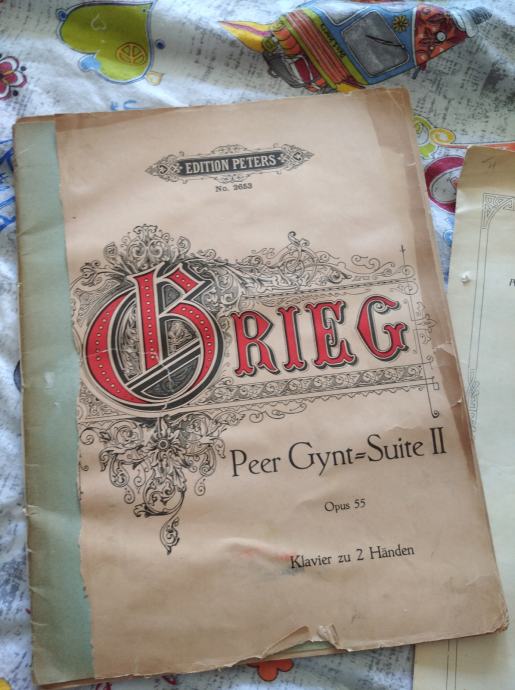 EDITION PETERS
No. 2653
GRIEG
Peer Gynt=Suite II
Opus 55
Klavier zu 2 Händen